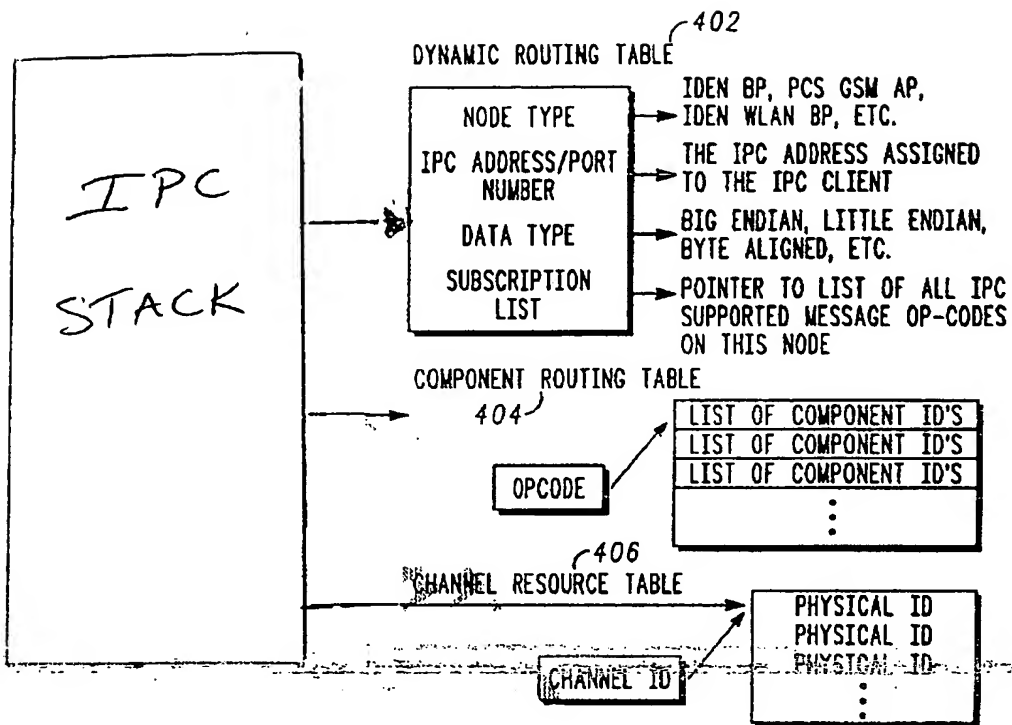 IPC
STACK
402
DYNAMIC ROUTING TABLE
NODE TYPE
IPC ADDRESS/PORT
NUMBER
DATA TYPE
SUBSCRIPTION
LIST
IDEN BP, PCS GSM AP,
IDEN WLAN BP, ETC.
THE IPC ADDRESS ASSIGNED
TO THE IPC CLIENT
BIG ENDIAN, LITTLE ENDIAN,
BYTE ALIGNED, ETC.
POINTER TO LIST OF ALL IPC
SUPPORTED MESSAGE OP-CODES
ON THIS NODE
COMPONENT ROUTING TABLE
404
OPCODE
LIST OF COMPONENT ID'S
LIST OF COMPONENT ID'S
LIST OF COMPONENT ID'S
406
CHANNEL RESOURCE TABLE
CHANNEL ID
PHYSICAL ID
PHYSICAL ID
PHYSICAL ID